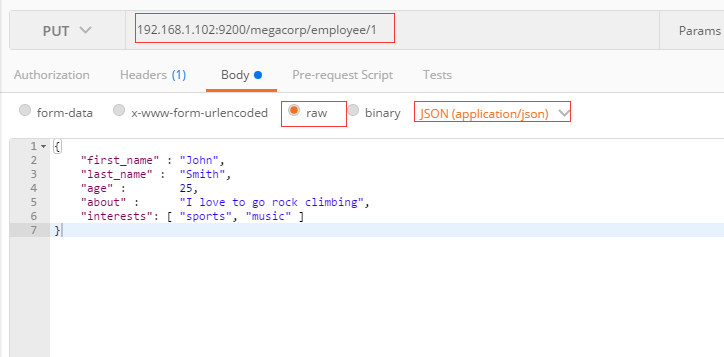 PUT 192.168.1.102:9200/megacorp/employee/1 Params
Authorization Headers (1) Body Pre-request Script Tests
form-data x-www-form-urlencoded raw binary JSON (application/json)
1 {
2 "first_name" : "John",
3 "last_name" : "Smith",
4 "age" : 25,
5 "about" : "I love to go rock climbing",
6 "interests": [ "sports", "music" ]
7 }